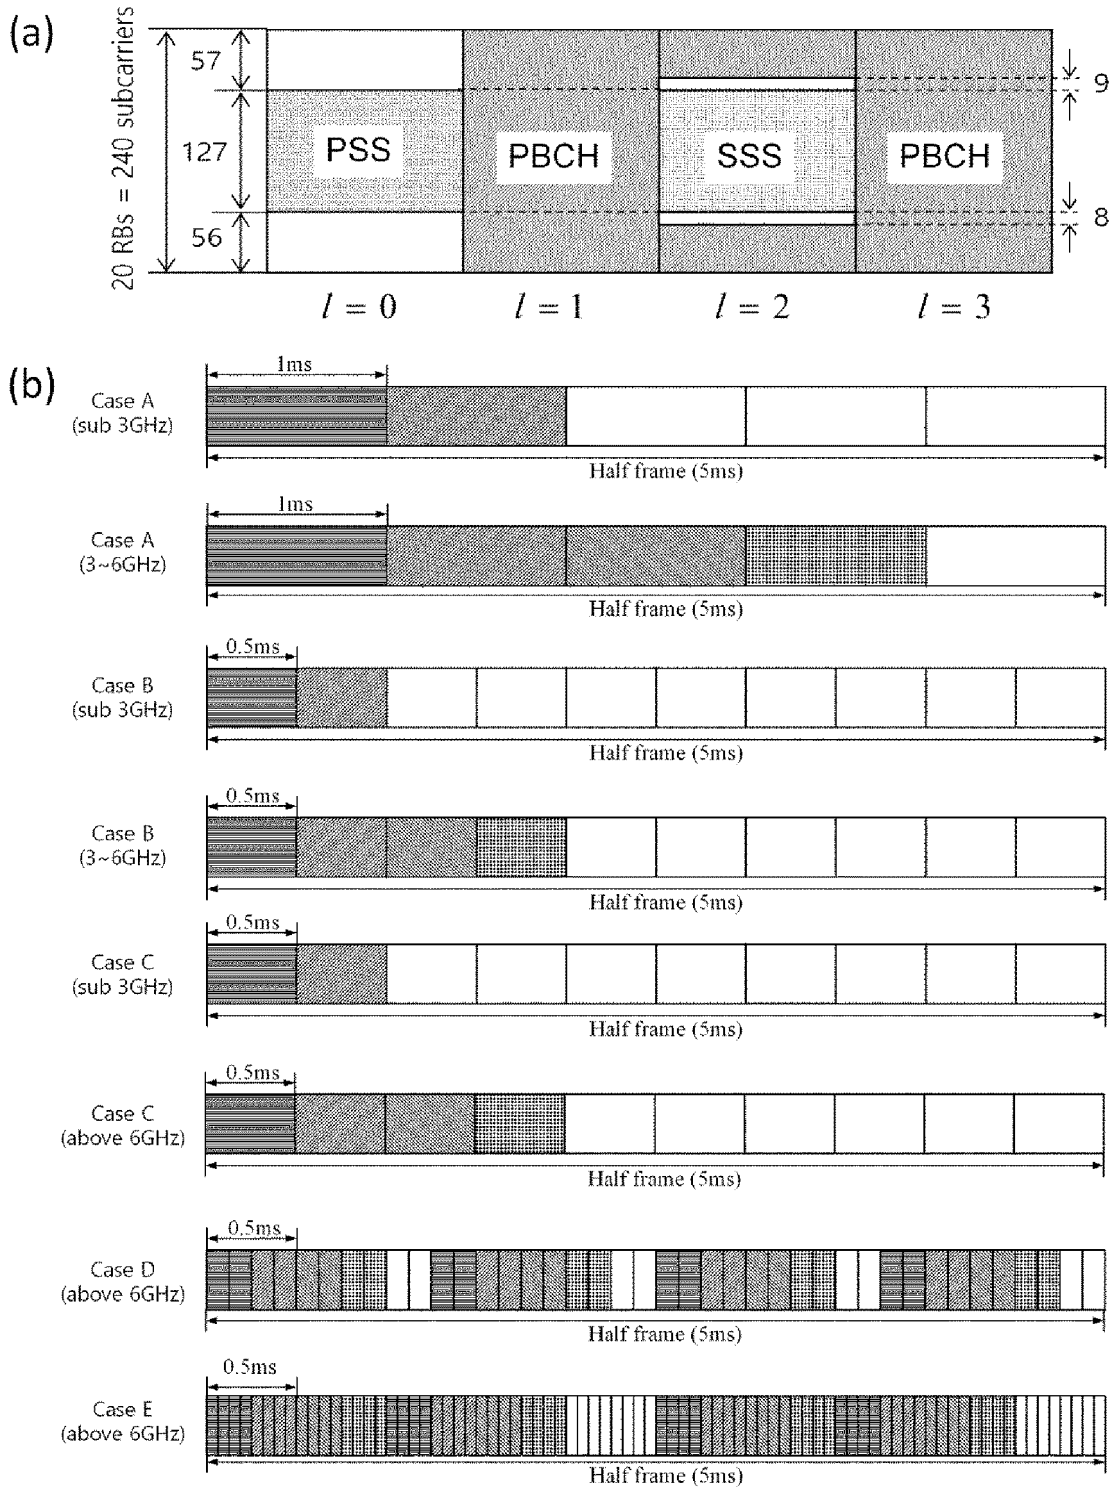 (a)
20 RBs = 240 subcarriers
57
127
56
PSS
PBCH
SSS
PBCH
9
8
l = 0
l = 1
l = 2
l = 3
(b)
1ms
Case A
(sub 3GHz)
Half frame (5ms)
1ms
Case A
(3~6GHz)
Half frame (5ms)
0.5ms
Case B
(sub 3GHz)
Half frame (5ms)
0.5ms
Case B
(3~6GHz)
Half frame (5ms)
0.5ms
Case C
(sub 3GHz)
Half frame (5ms)
0.5ms
Case C
(above 6GHz)
Half frame (5ms)
0.5ms
Case D
(above 6GHz)
Half frame (5ms)
0.5ms
Case E
(above 6GHz)
Half frame (5ms)